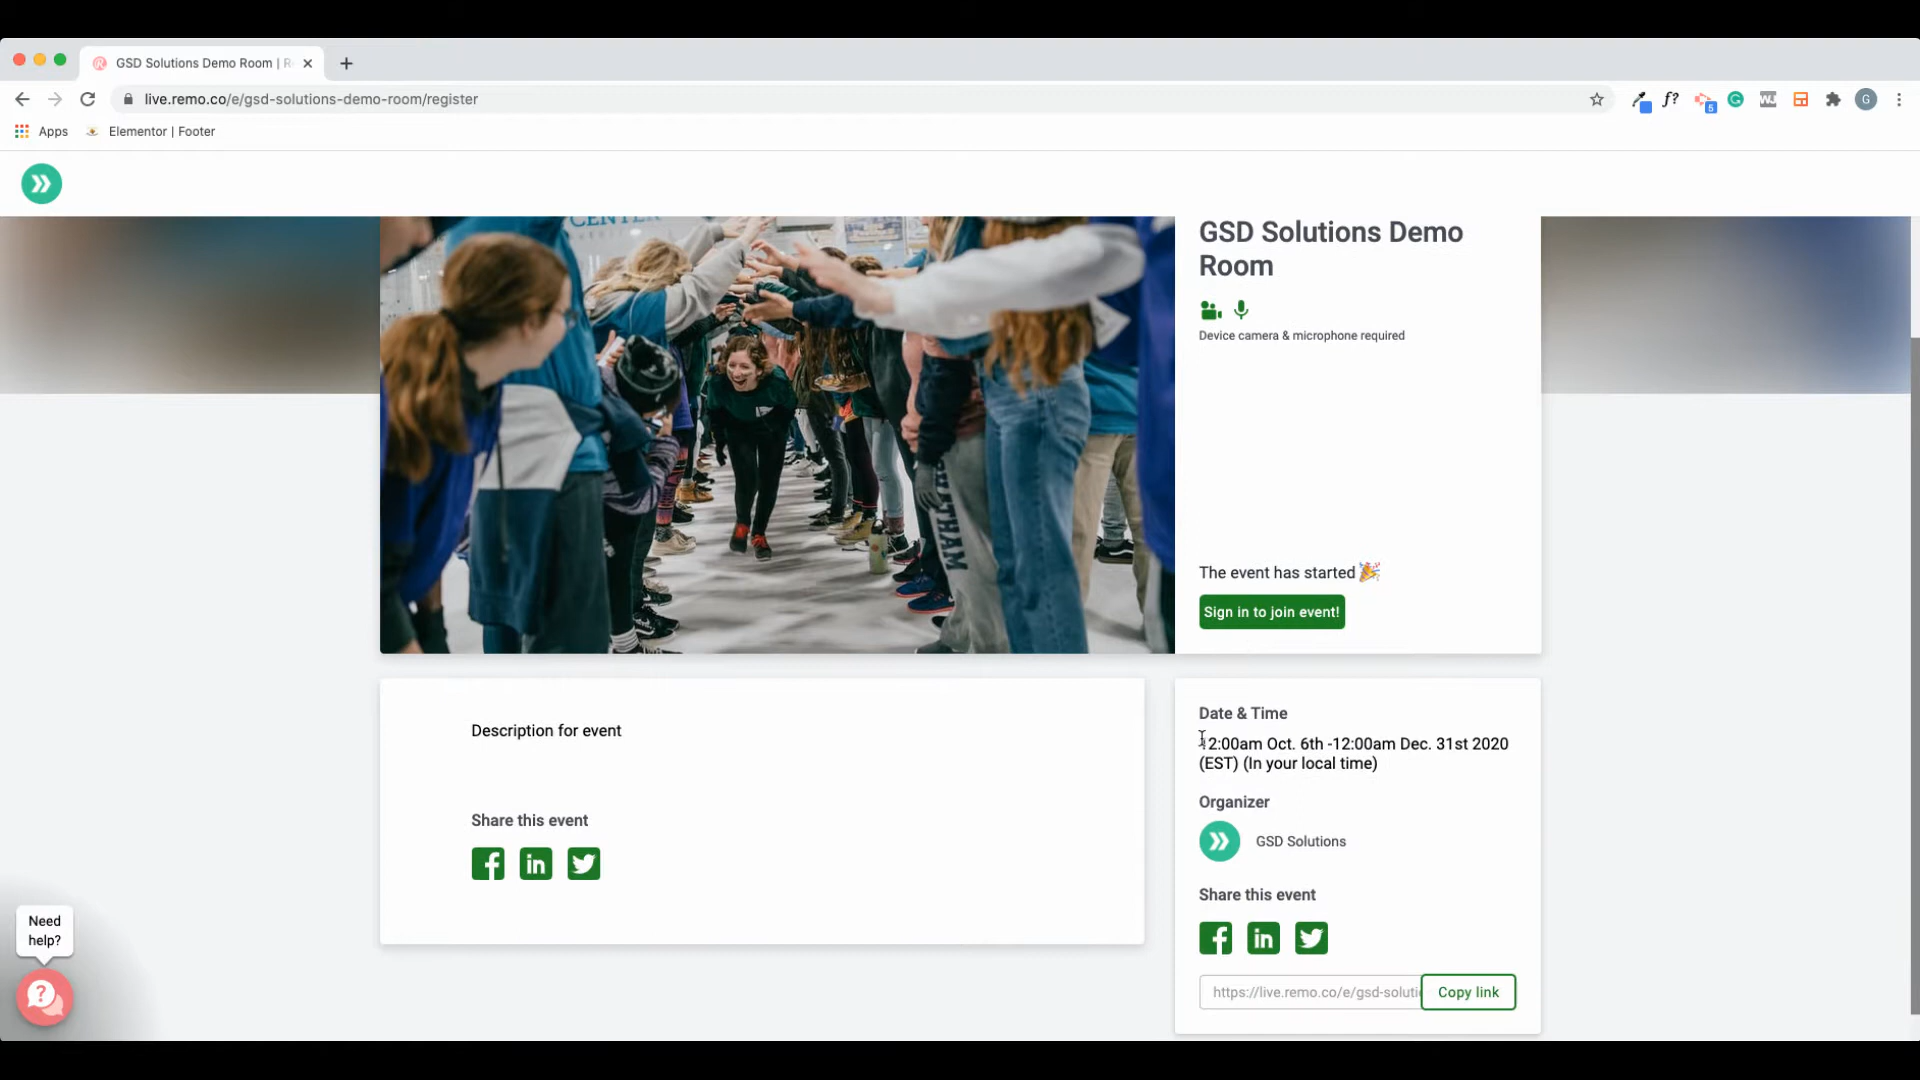 GSD Solutions Demo Room |
live.remo.co/e/gsd-solutions-demo-room/register
f?
5
G
Apps
Elementor | Footer
CENTER
GSD Solutions Demo
Room
Device camera & microphone required
The event has started 🎉
Sign in to join event!
Description for event
Share this event
Date & Time
12:00am Oct. 6th -12:00am Dec. 31st 2020
(EST) (In your local time)
Organizer
GSD Solutions
Share this event
https://live.remo.co/e/gsd-soluti
Copy link
Need
help?